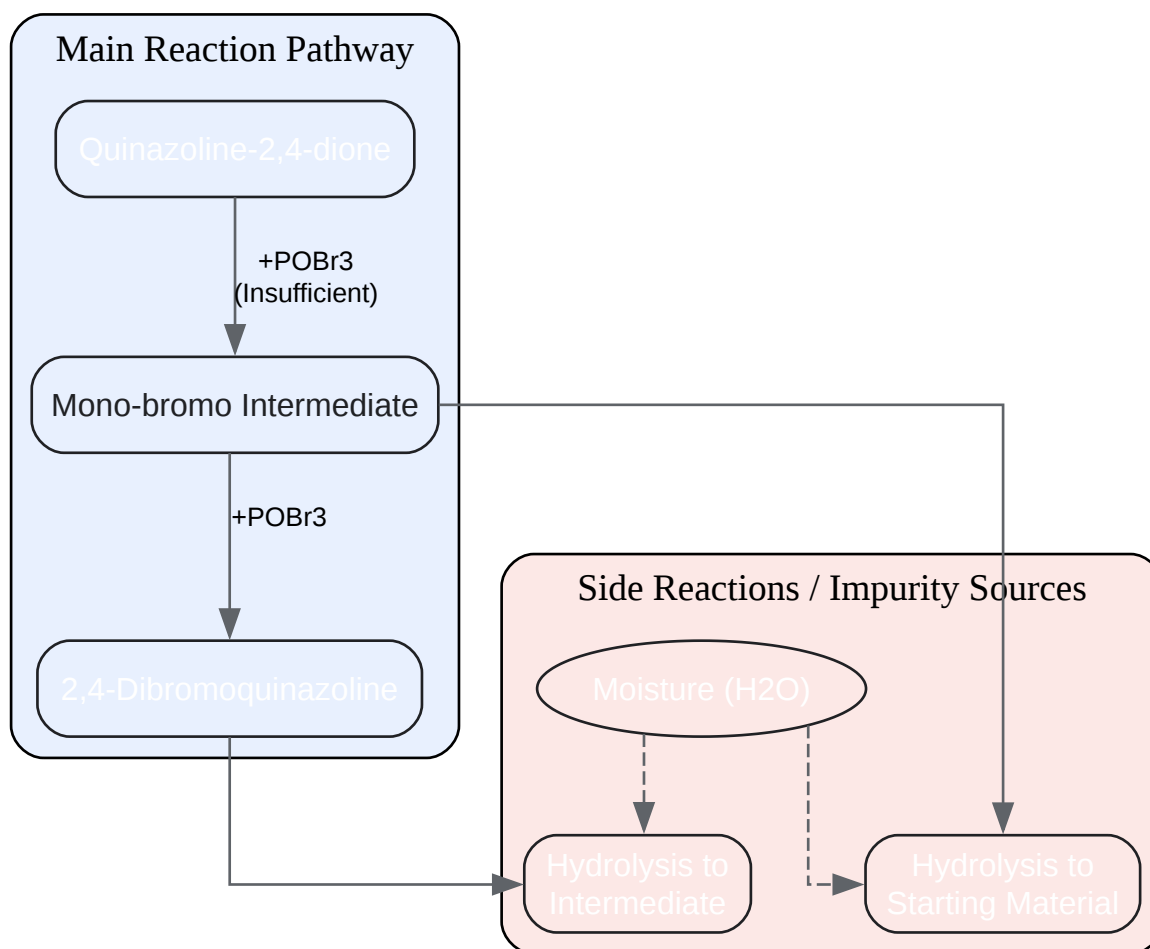 Main Reaction Pathway
Quinazoline-2,4-dione
+POBr3
(Insufficient)
Mono-bromo Intermediate
+POBr3
2,4-Dibromoquinazoline
Side Reactions / Impurity Sources
Moisture (H2O)
Hydrolysis to
Intermediate
Hydrolysis to
Starting Material